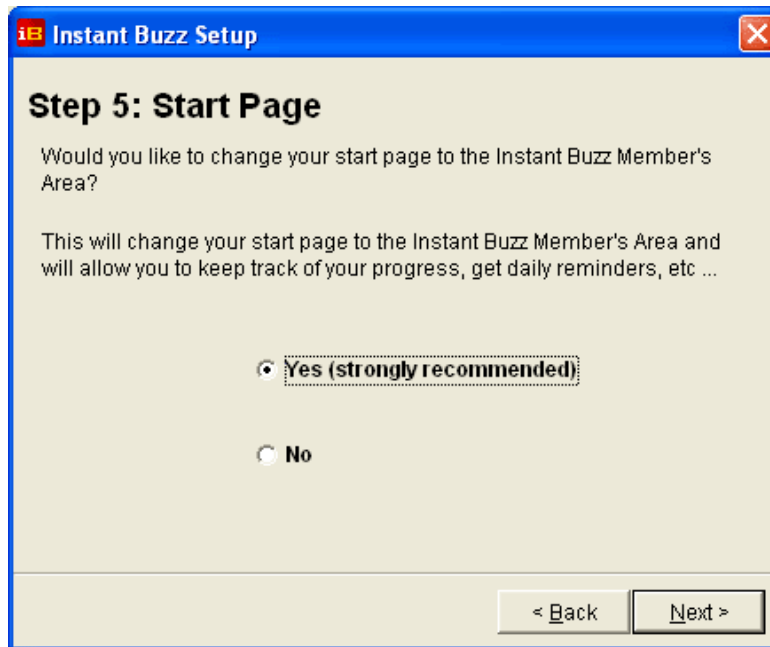 iB Instant Buzz Setup
Step 5: Start Page
Would you like to change your start page to the Instant Buzz Member's
Area?
This will change your start page to the Instant Buzz Member's Area and
will allow you to keep track of your progress, get daily reminders, etc ...
Yes (strongly recommended)
No
< Back
Next >